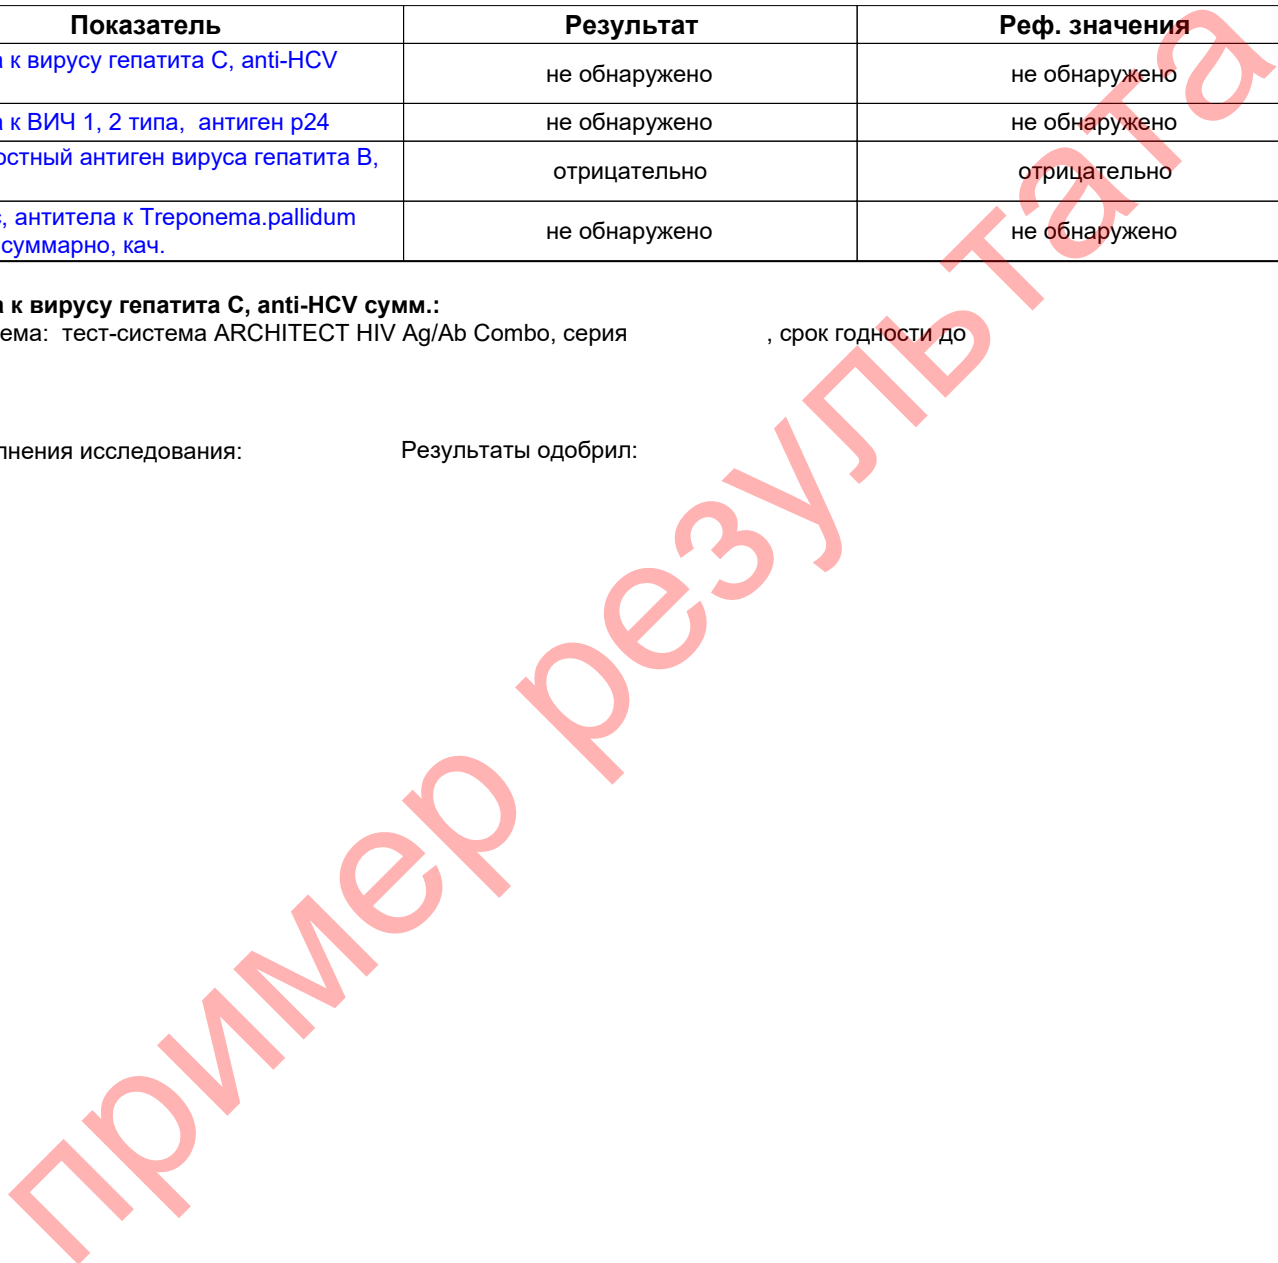 Показатель Результат Реф. значения
к вирусу гепатита С, anti-HCV
не обнаружено не обнаружено
к ВИЧ 1, 2 типа, антиген p24 не обнаружено не обнаружено
остный антиген вируса гепатита В,
отрицательно отрицательно
с, антитела к Treponema.pallidum
суммарно, кач.
не обнаружено не обнаружено
а к вирусу гепатита С, anti-HCV сумм.:
ема: тест-система ARCHITECT HIV Ag/Ab Combo, серия , срок годности до
лнения исследования: Результаты одобрил:
пример результата